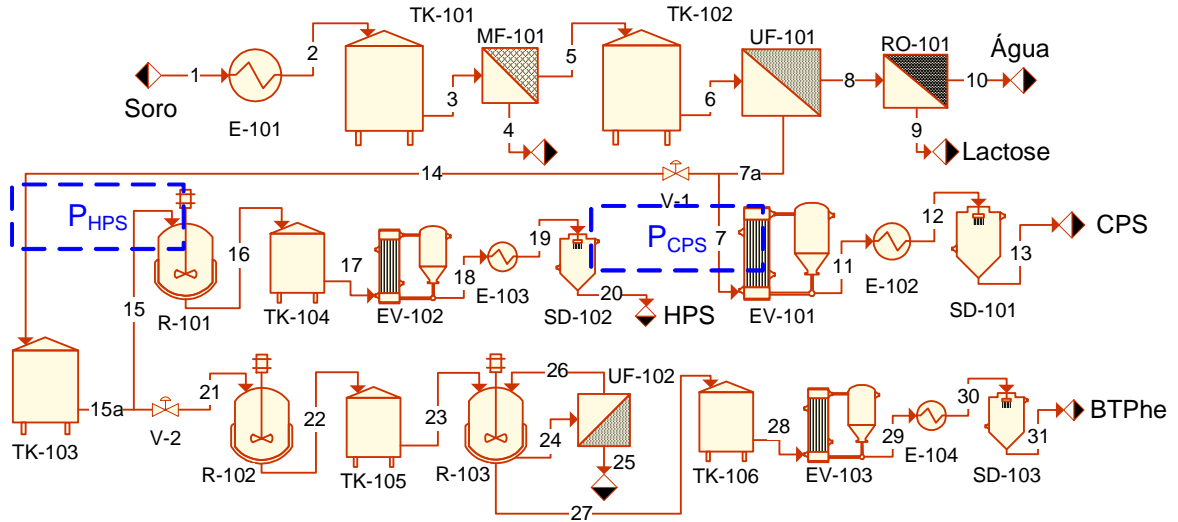 TK-101
TK-102
MF-101
UF-101
RO-101
Água
1
2
3
4
5
6
8
10
9
Soro
E-101
Lactose
14
7a
V-1
P_HPS
P_CPS
7
12
CPS
16
19
13
17
18
11
E-102
15
R-101
TK-104
EV-102
E-103
SD-102
20
HPS
EV-101
SD-101
21
22
23
26
UF-102
24
25
27
28
29
30
31
BTPhe
15a
V-2
TK-103
R-102
TK-105
R-103
TK-106
EV-103
E-104
SD-103